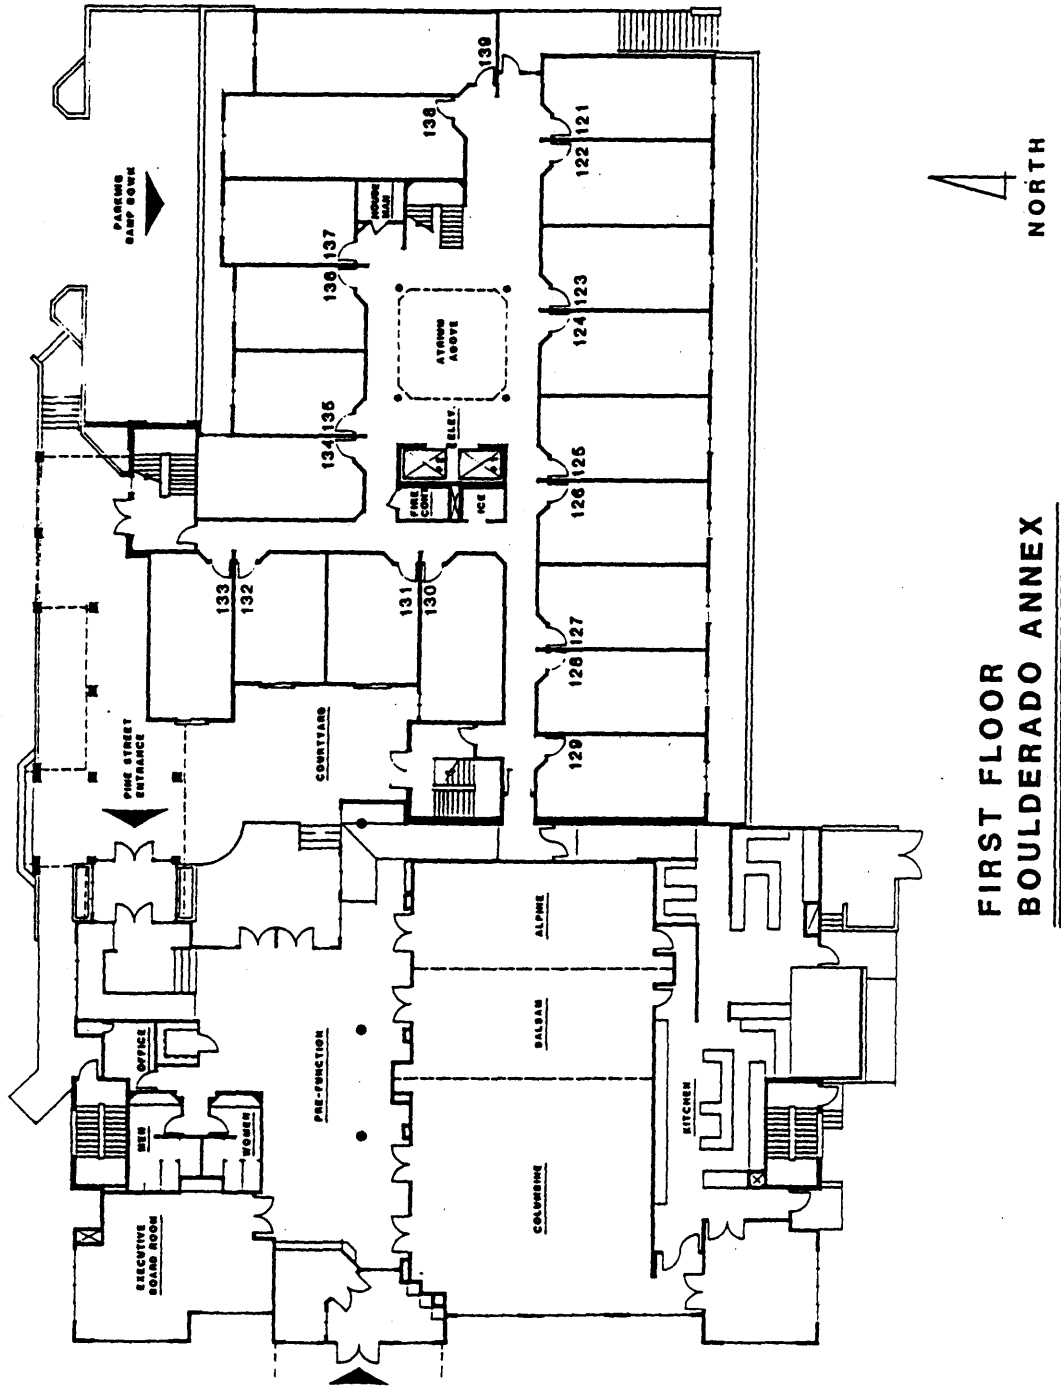 139
138
121
122
PARKING
RAMP DOWN
HOUSE
MAN
NORTH
137
136
123
124
ATRIUM
ABOVE
ELEV.
135
134
125
126
FIRE
CONT
ICE
133
132
131
130
127
128
129
PINE STREET
ENTRANCE
COURTYARD
ALPINE
BALSAM
COLUMBINE
PRE-FUNCTION
OFFICE
MEN
WOMEN
KITCHEN
EXECUTIVE
BOARD ROOM
FIRST FLOOR
BOULDERADO ANNEX